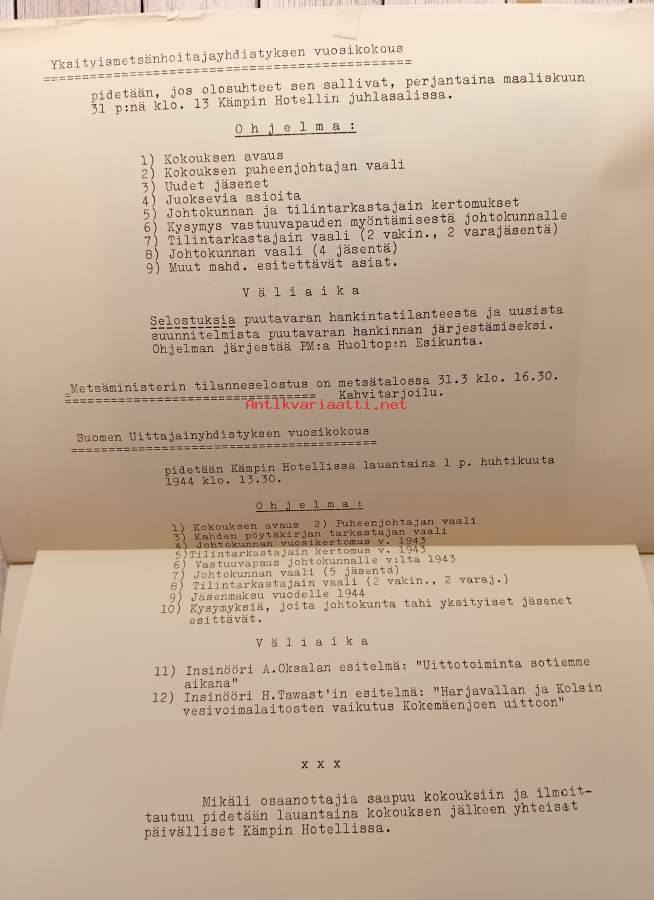 Yksityismetsänhoitajayhdistyksen vuosikokous
pidetään, jos olosuhteet sen sallivat, perjantaina maaliskuun
31 p:nä klo. 13 Kämpin Hotellin juhlasalissa.
O h j e l m a :
1) Kokouksen avaus
2) Kokouksen puheenjohtajan vaali
3) Uudet jäsenet
4) Juoksevia asioita
5) Johtokunnan ja tilintarkastajain kertomukset
6) Kysymys vastuuvapauden myöntämisestä johtokunnalle
7) Tilintarkastajain vaali (2 vakin., 2 varajäsentä)
8) Johtokunnan vaali (4 jäsentä)
9) Muut mahd. esitettävät asiat.
V ä l i a i k a
Selostuksia puutavaran hankintatilanteesta ja uusista
suunnitelmista puutavaran hankinnan järjestämiseksi.
Ohjelman järjestää PM:a Huoltop:n Esikunta.
Metsäministerin tilanneselostus on metsätalossa 31.3 klo. 16.30.
Kahvitarjoilu.
Antikvariaatti.net
Suomen Uittajainyhdistyksen vuosikokous
pidetään Kämpin Hotellissa lauantaina 1 p. huhtikuuta
1944 klo. 13.30.
O h j e l m a :
1) Kokouksen avaus 2) Puheenjohtajan vaali
3) Kahden pöytäkirjan tarkastajan vaali
4) Johtokunnan vuosikertomus v. 1943
5)Tilintarkastajain kertomus v. 1943
6) Vastuuvapaus johtokunnalle v:lta 1943
7) Johtokunnan vaali (5 jäsentä)
8) Tilintarkastajain vaali (2 vakin., 2 varaj.)
9) Jäsenmaksu vuodelle 1944
10) Kysymyksiä, joita johtokunta tahi yksityiset jäsenet
esittävät.
V ä l i a i k a
11) Insinööri A.Oksalan esitelmä: "Uittotoiminta sotiemme
aikana"
12) Insinööri H.Tawast'in esitelmä: "Harjavallan ja Kolsin
vesivoimalaitosten vaikutus Kokemäenjoen uittoon"
x x x
Mikäli osaanottajia saapuu kokouksiin ja ilmoit-
tautuu pidetään lauantaina kokouksen jälkeen yhteiset
päivälliset Kämpin Hotellissa.